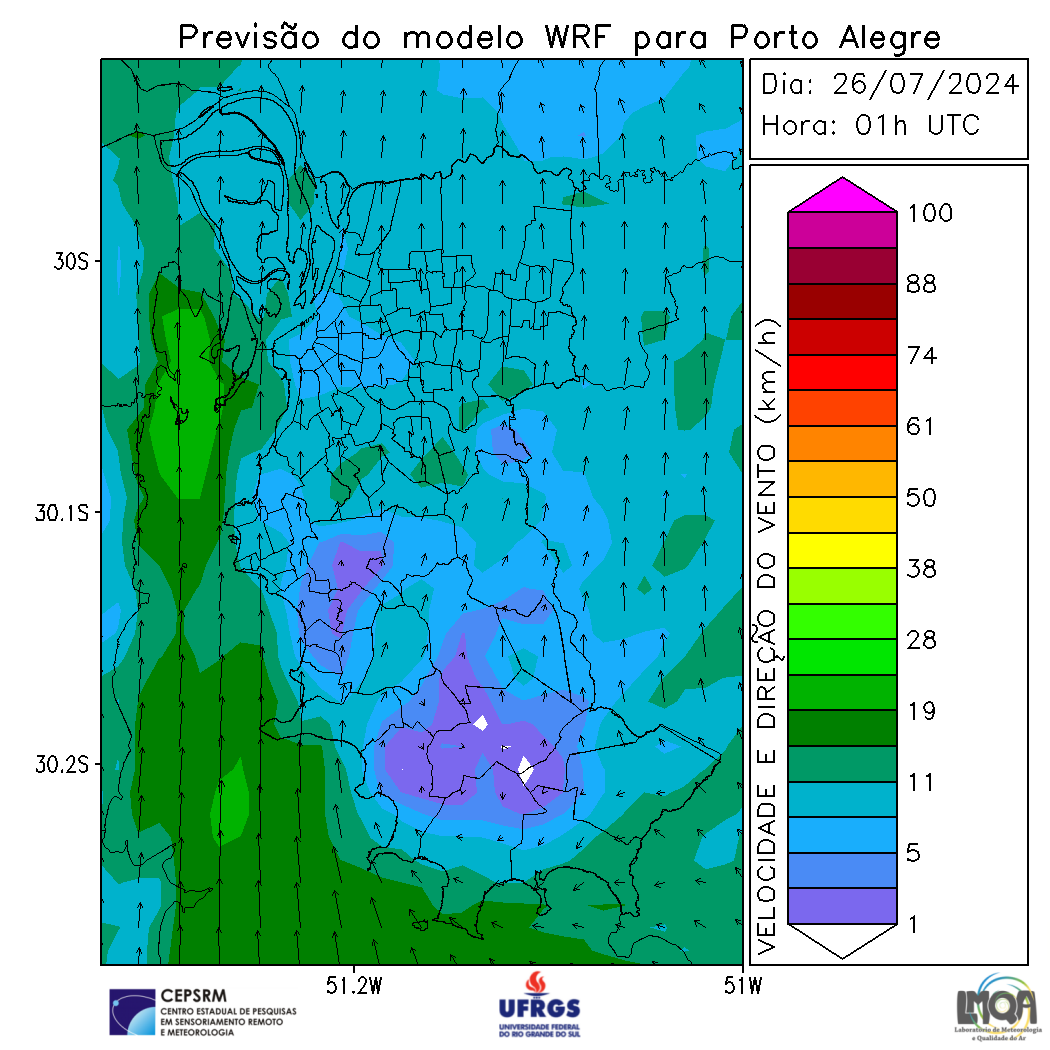 Previsão do modelo WRF para Porto Alegre
Dia: 26/07/2024
Hora: 01h UTC
30S
30.1S
30.2S
51.2W
51W
VELOCIDADE E DIREÇÃO DO VENTO (km/h)
100
88
74
61
50
38
28
19
11
5
1
CEPSRM
CENTRO ESTADUAL DE PESQUISAS
EM SENSORIAMENTO REMOTO
E METEOROLOGIA
UFRGS
UNIVERSIDADE FEDERAL
DO RIO GRANDE DO SUL
LMQA
Laboratório de Meteorologia
e Qualidade do Ar